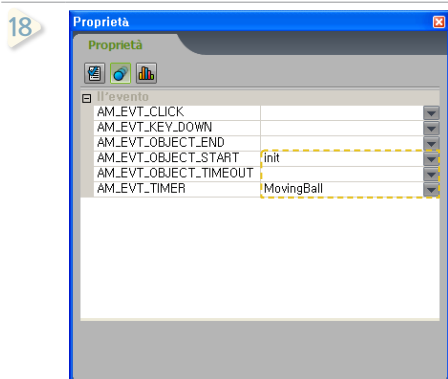 18
Proprietà
Proprietà
Il'evento
AM_EVT_CLICK
AM_EVT_KEY_DOWN
AM_EVT_OBJECT_END
AM_EVT_OBJECT_START init
AM_EVT_OBJECT_TIMEOUT
AM_EVT_TIMER MovingBall